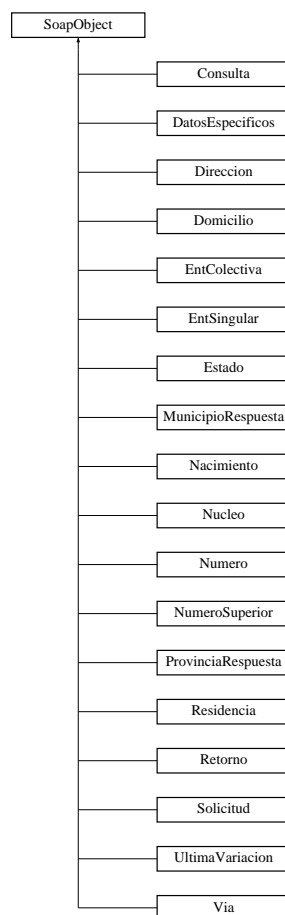 SoapObject
Consulta
DatosEspecificos
Direccion
Domicilio
EntColectiva
EntSingular
Estado
MunicipioRespuesta
Nacimiento
Nucleo
Numero
NumeroSuperior
ProvinciaRespuesta
Residencia
Retorno
Solicitud
UltimaVariacion
Via